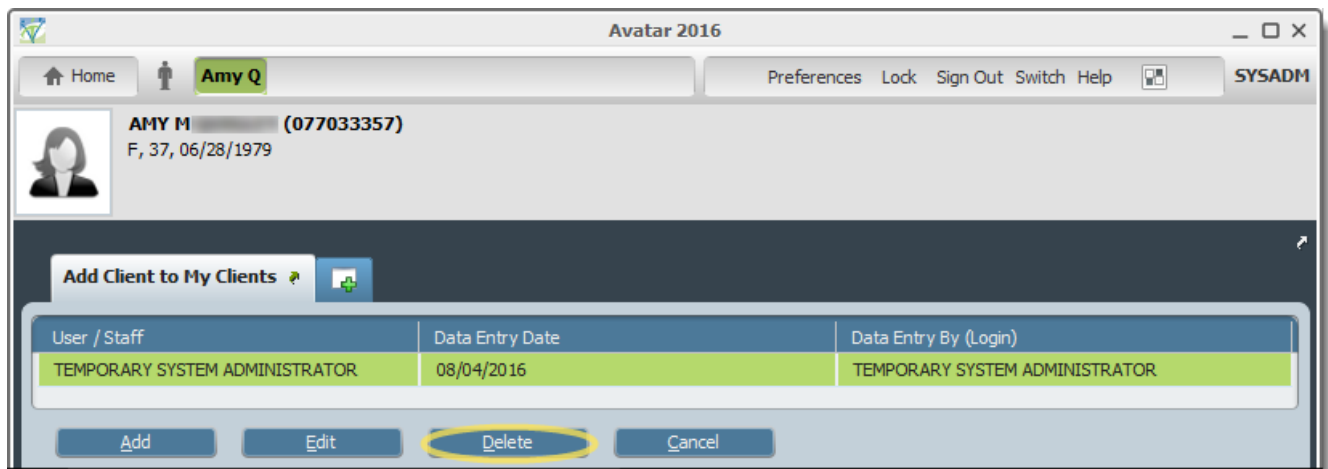 Avatar 2016
Home Amy Q Preferences Lock Sign Out Switch Help SYSADM
AMY M (077033357)
F, 37, 06/28/1979
Add Client to My Clients
User / Staff Data Entry Date Data Entry By (Login)
TEMPORARY SYSTEM ADMINISTRATOR 08/04/2016 TEMPORARY SYSTEM ADMINISTRATOR
Add Edit Delete Cancel